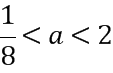 1/8 < a < 2